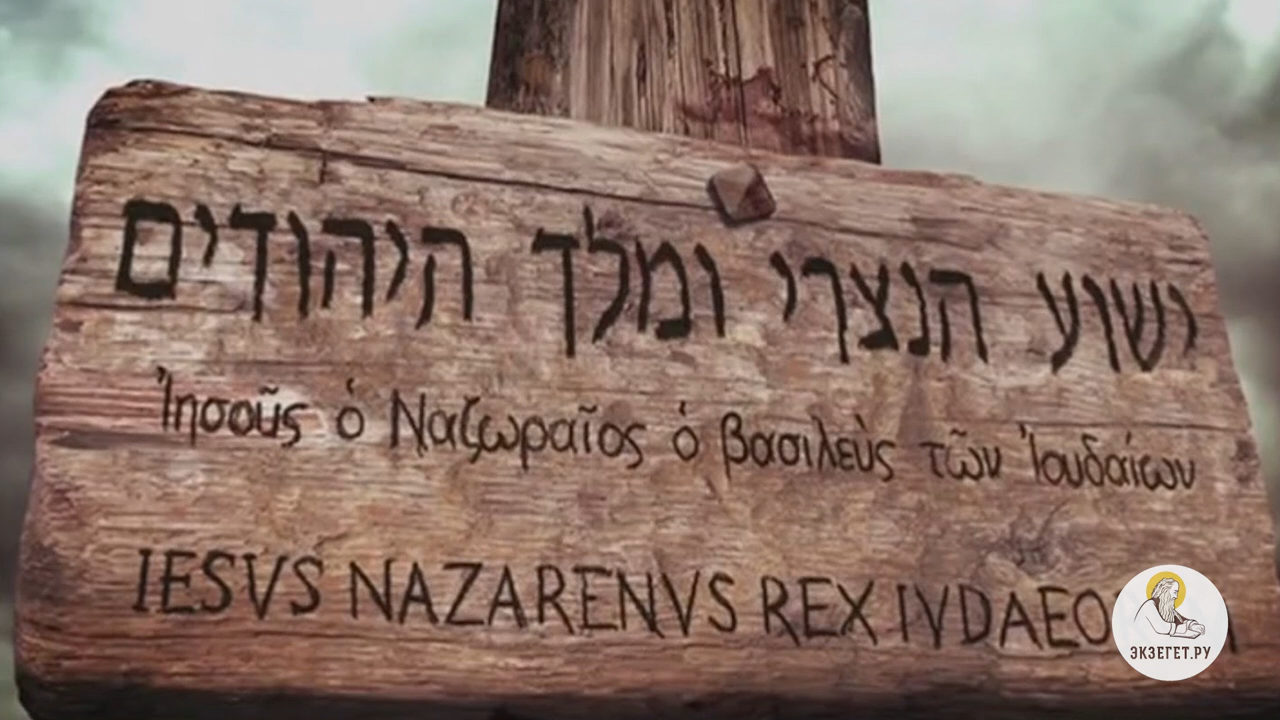 ישוע הנצרי ומלך היהודים
Ἰησοῦς ὁ Ναζωραῖος ὁ βασιλεὺς τῶν Ἰουδαίων
IESVS NAZARENVS REX
ЭКЗЕГЕТ.РУ